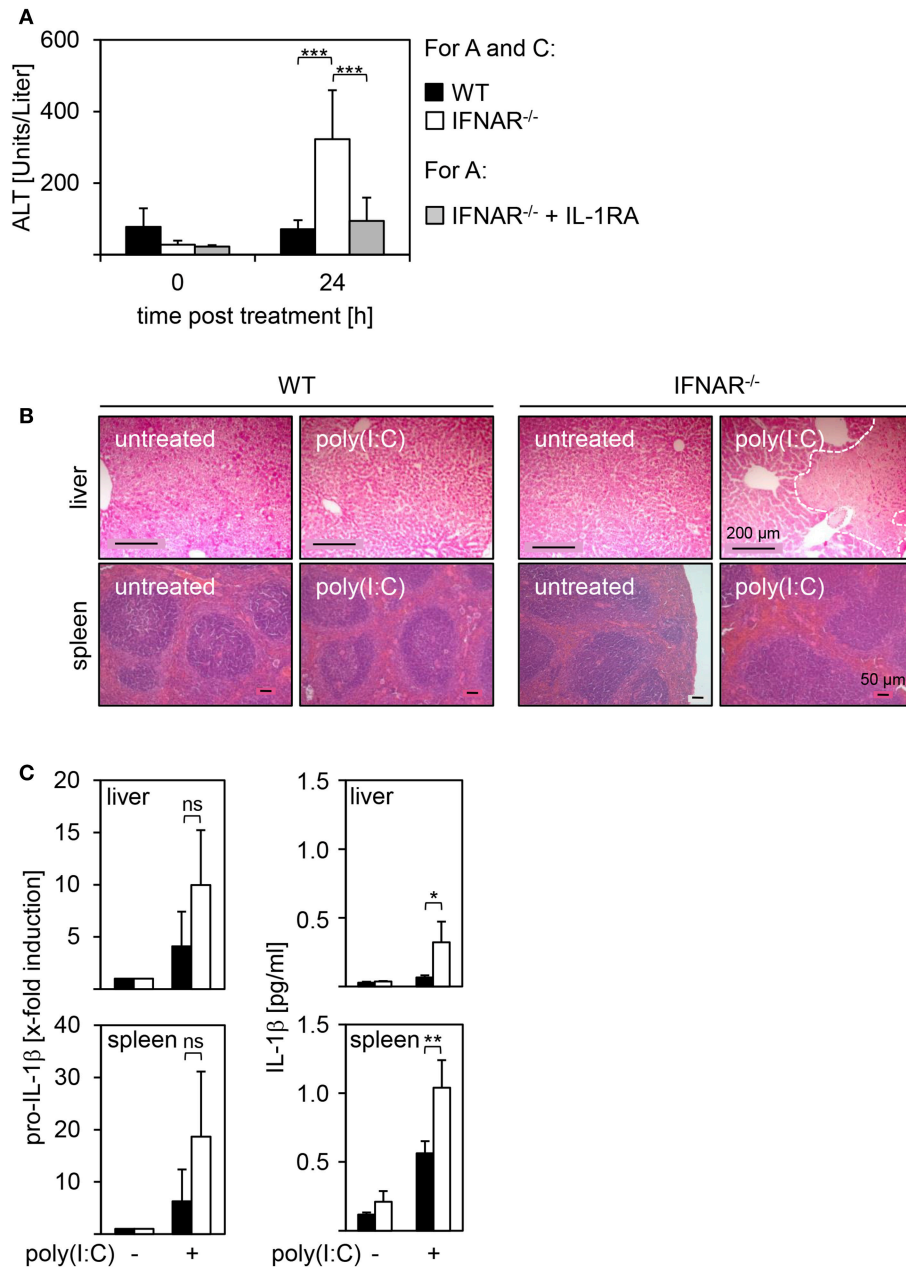 A
600
400
200
ALT [Units/Liter]
*** ***
0 24
time post treatment [h]
For A and C:
WT
IFNAR-/-
For A:
IFNAR-/- + IL-1RA
B
WT IFNAR-/-
liver
untreated poly(I:C) untreated poly(I:C)
200 µm
spleen
untreated poly(I:C) untreated poly(I:C)
50 µm
C
pro-IL-1β [x-fold induction]
20
15
10
5
liver
ns
40
30
20
10
spleen
ns
poly(I:C) - +
IL-1β [pg/ml]
1.5
1.0
0.5
liver
*
1.5
1.0
0.5
spleen
**
poly(I:C) - +